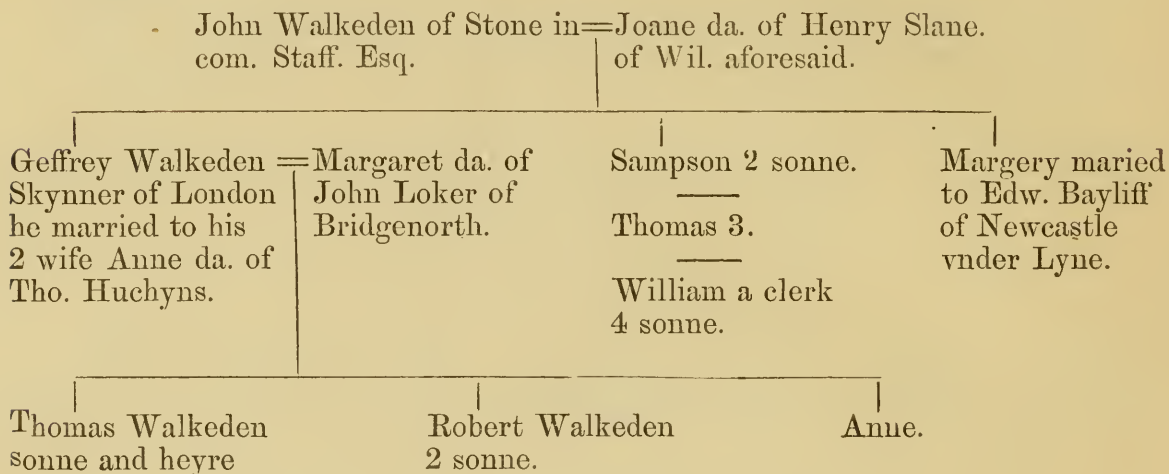 John Walkeden of Stone in=Joane da. of Henry Slane.
com. Staff. Esq. of Wil. aforesaid.
Geffrey Walkeden =Margaret da. of
Skynner of London John Loker of
he married to his Bridgenorth.
2 wife Anne da. of
Tho. Huchyns.
Sampson 2 sonne.
Thomas 3.
William a clerk
4 sonne.
Margery maried
to Edw. Bayliff
of Newcastle
vnder Lyne.
Thomas Walkeden
sonne and heyre
Robert Walkeden
2 sonne.
Anne.